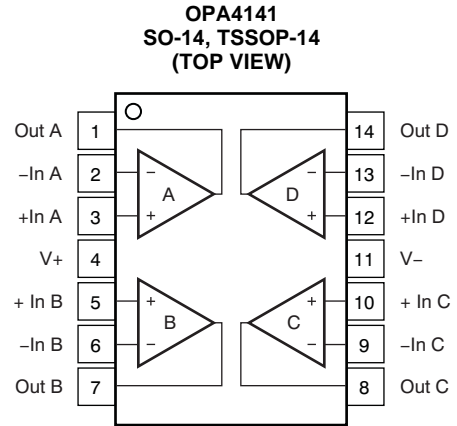 OPA4141
SO-14, TSSOP-14
(TOP VIEW)
Out A 1 14 Out D
−In A 2 − − 13 −In D
A D
+In A 3 + + 12 +In D
V+ 4 11 V−
+ In B 5 + + 10 + In C
B C
−In B 6 − − 9 −In C
Out B 7 8 Out C